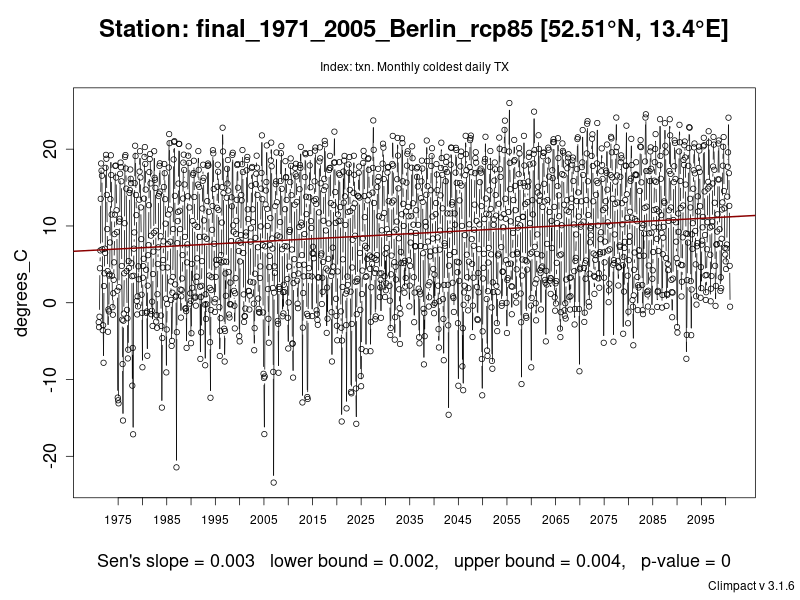 Station: final_1971_2005_Berlin_rcp85 [52.51°N, 13.4°E]
Index: txn. Monthly coldest daily TX
degrees_C
20
10
0
-10
-20
1975 1985 1995 2005 2015 2025 2035 2045 2055 2065 2075 2085 2095
Sen's slope = 0.003 lower bound = 0.002, upper bound = 0.004, p-value = 0
Climpact v 3.1.6